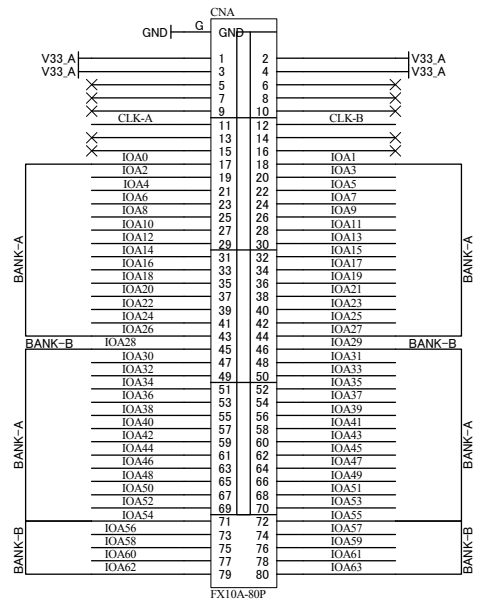 CNA
GND G GND
V33_A 1 2 V33_A
V33_A 3 4 V33_A
5 6
7 8
9 10
CLK-A 11 12 CLK-B
13 14
15 16
IOA0 17 18 IOA1
IOA2 19 20 IOA3
IOA4 21 22 IOA5
IOA6 23 24 IOA7
IOA8 25 26 IOA9
IOA10 27 28 IOA11
IOA12 29 30 IOA13
IOA14 31 32 IOA15
IOA16 33 34 IOA17
IOA18 35 36 IOA19
IOA20 37 38 IOA21
IOA22 39 40 IOA23
IOA24 41 42 IOA25
IOA26 43 44 IOA27
BANK-A BANK-A
BANK-B IOA28 45 46 IOA29 BANK-B
IOA30 47 48 IOA31
IOA32 49 50 IOA33
IOA34 51 52 IOA35
IOA36 53 54 IOA37
IOA38 55 56 IOA39
IOA40 57 58 IOA41
IOA42 59 60 IOA43
IOA44 61 62 IOA45
IOA46 63 64 IOA47
IOA48 65 66 IOA49
IOA50 67 68 IOA51
IOA52 69 70 IOA53
IOA54 71 72 IOA55
BANK-A BANK-A
IOA56 73 74 IOA57
IOA58 75 76 IOA59
IOA60 77 78 IOA61
IOA62 79 80 IOA63
BANK-B BANK-B
FX10A-80P